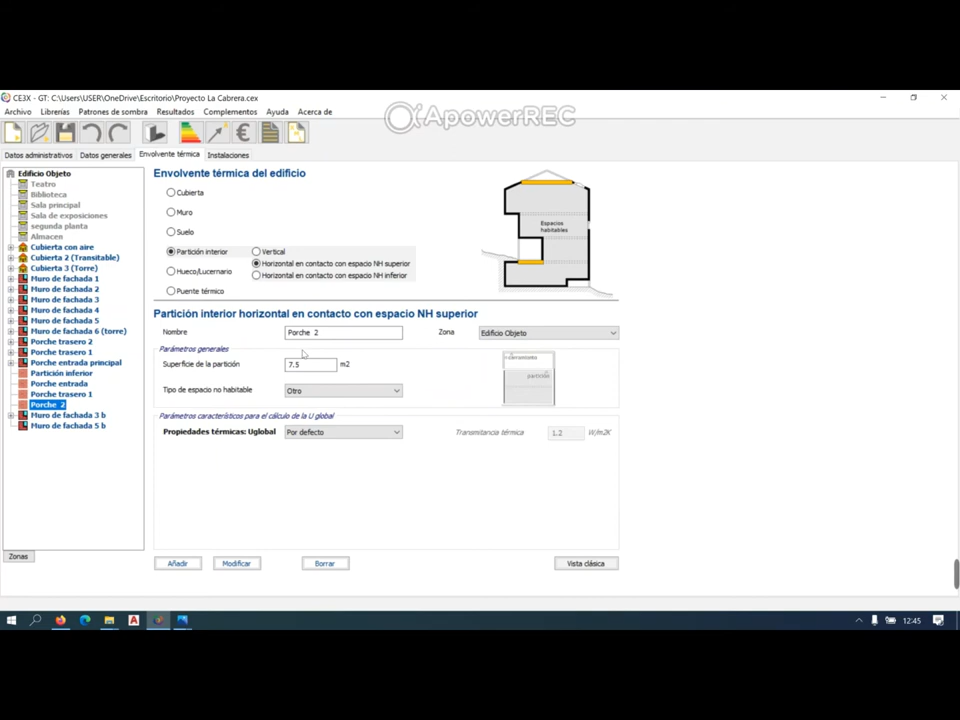 CE3X - GT: C:\Users\USER\OneDrive\Escritorio\Proyecto La Cabrera.cex
ApowerREC
Archivo Librerías Patrones de sombra Resultados Complementos Ayuda Acerca de
Datos administrativos Datos generales Envolvente térmica Instalaciones
Edificio Objeto
Teatro
Biblioteca
Sala principal
Sala de exposiciones
segunda planta
Almacen
Cubierta con aire
Cubierta 2 (Transitable)
Cubierta 3 (Torre)
Muro de fachada 1
Muro de fachada 2
Muro de fachada 3
Muro de fachada 4
Muro de fachada 5
Muro de fachada 6 (torre)
Porche trasero 2
Porche trasero 1
Porche entrada principal
Partición inferior
Porche entrada
Porche trasero 1
Porche 2
Muro de fachada 3 b
Muro de fachada 5 b
Zonas
Envolvente térmica del edificio
Cubierta
Muro
Suelo
Partición interior
Vertical
Horizontal en contacto con espacio NH superior
Hueco/Lucernario
Horizontal en contacto con espacio NH inferior
Puente térmico
Espacios
habitables
Partición interior horizontal en contacto con espacio NH superior
Nombre Porche 2 Zona Edificio Objeto
Parámetros generales
Superficie de la partición 7.5 m2
cerramiento
partición
Tipo de espacio no habitable Otro
Parámetros característicos para el cálculo de la U global
Propiedades térmicas: Uglobal Por defecto Transmitancia térmica 1.2 W/m2K
Añadir Modificar Borrar Vista clásica
12:45